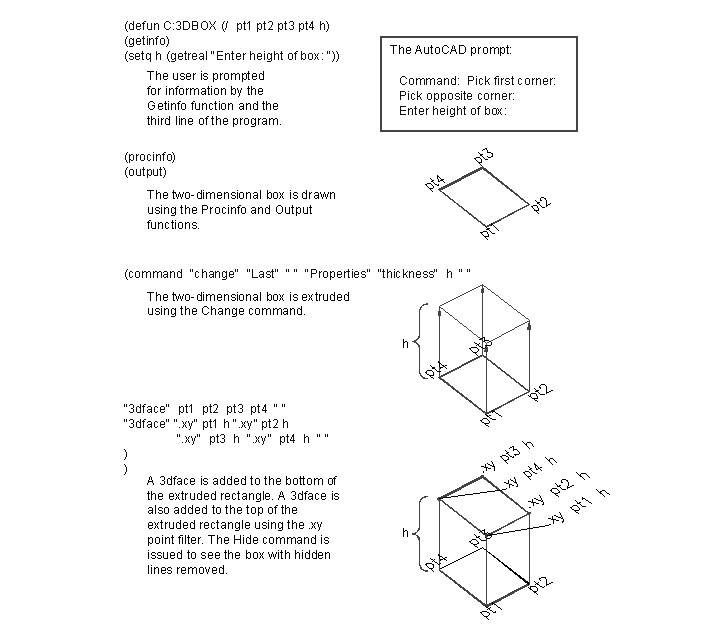 (defun C:3DBOX (/ pt1 pt2 pt3 pt4 h)
(getinfo)
(setq h (getreal "Enter height of box: "))
The user is prompted
for information by the
Getinfo function and the
third line of the program.
The AutoCAD prompt:
Command: Pick first corner:
Pick opposite corner:
Enter height of box:
(procinfo)
(output)
The two-dimensional box is drawn
using the Procinfo and Output
functions.
pt3
pt4
pt2
pt1
(command "change" "Last" " " "Properties" "thickness" h " "
The two-dimensional box is extruded
using the Change command.
h
pt3
pt4
pt2
pt1
"3dface" pt1 pt2 pt3 pt4 " "
"3dface" ".xy" pt1 h ".xy" pt2 h
".xy" pt3 h ".xy" pt4 h " "
)
)
A 3dface is added to the bottom of
the extruded rectangle. A 3dface is
also added to the top of the
extruded rectangle using the .xy
point filter. The Hide command is
issued to see the box with hidden
lines removed.
.xy pt3 h
.xy pt4 h
.xy pt2 h
.xy pt1 h
h
pt3
pt4
pt2
pt1